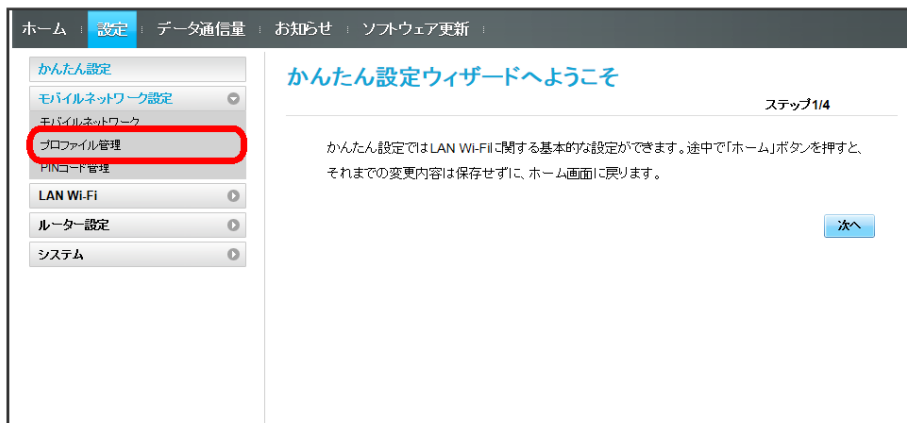 ホーム 設定 データ通信量 お知らせ ソフトウェア更新
かんたん設定
モバイルネットワーク設定
モバイルネットワーク
プロファイル管理
PINコード管理
LAN Wi-Fi
ルーター設定
システム
かんたん設定ウィザードへようこそ
ステップ1/4
かんたん設定ではLAN Wi-Fiに関する基本的な設定ができます。途中で「ホーム」ボタンを押すと、
それまでの変更内容は保存せずに、ホーム画面に戻ります。
次へ